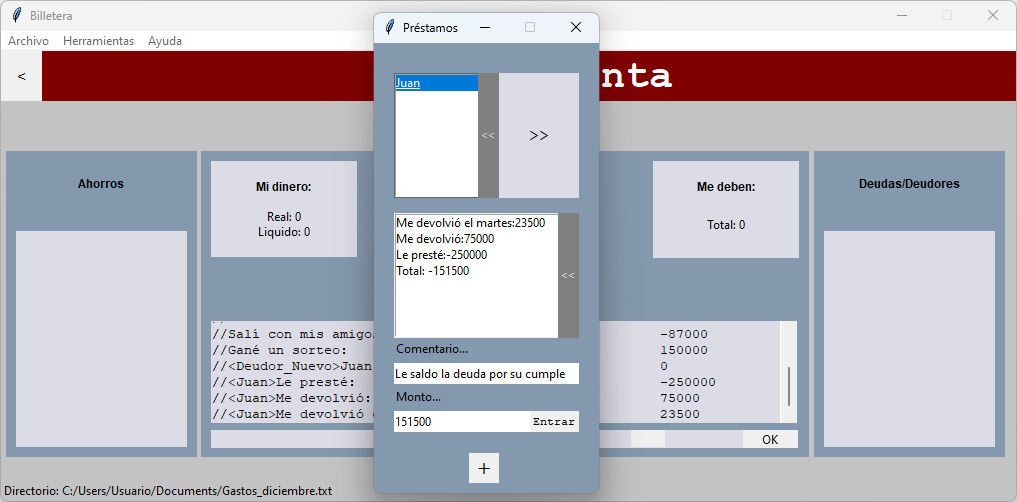 Billetera
Archivo Herramientas Ayuda
<
nta
Ahorros
Mi dinero:
Real: 0
Liquido: 0
Me deben:
Total: 0
Deudas/Deudores
//Salí con mis amigos -87000
//Gané un sorteo: 150000
//<Deudor_Nuevo>Juan 0
//<Juan>Le presté: -250000
//<Juan>Me devolvió: 75000
//<Juan>Me devolvió 23500
OK
Directorio: C:/Users/Usuario/Documents/Gastos_diciembre.txt
Préstamos
Juan
<<
>>
Me devolvió el martes:23500
Me devolvió:75000
Le presté:-250000
Total: -151500
<<
Comentario...
Le saldo la deuda por su cumple
Monto...
151500 Entrar
+